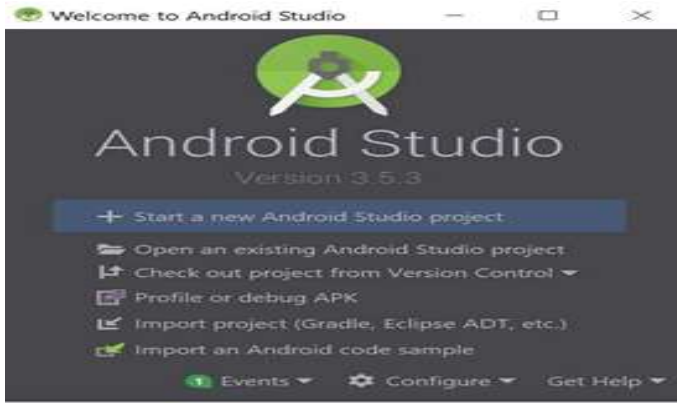 Welcome to Android Studio
Android Studio
Version 3.5.3
Start a new Android Studio project
Open an existing Android Studio project
Check out project from Version Control
Profile or debug APK
Import project (Gradle, Eclipse ADT, etc.)
Import an Android code sample
1 Events Configure Get Help